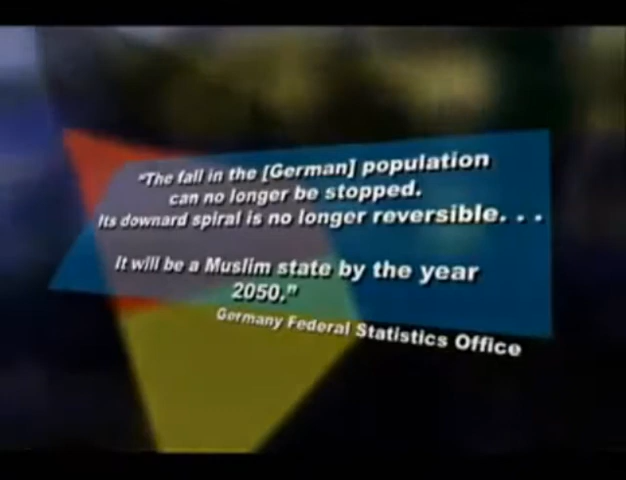 "The fall in the [German] population
can no longer be stopped.
Its downard spiral is no longer reversible. . .
It will be a Muslim state by the year
2050."
Germany Federal Statistics Office